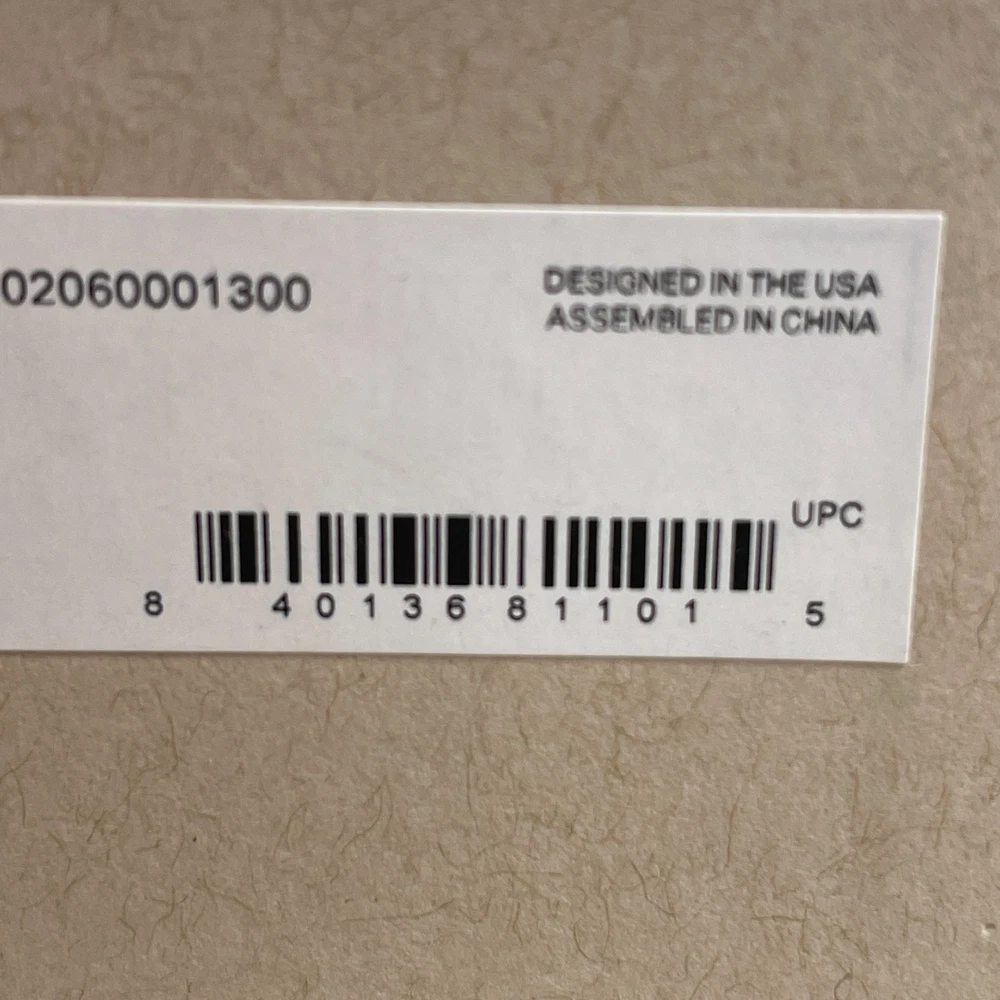 02060001300
DESIGNED IN THE USA
ASSEMBLED IN CHINA
UPC
8 40136 81101 5